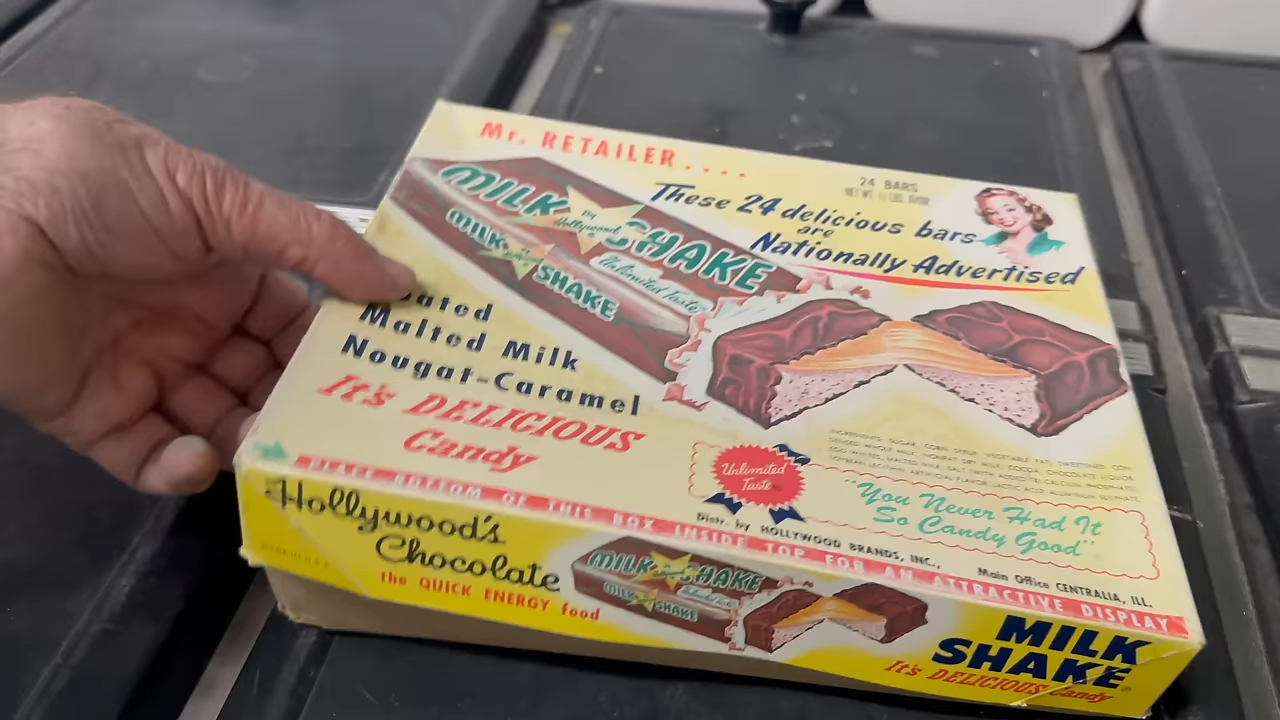 Mr. RETAILER....
24 BARS
These 24 delicious bars
are
Nationally Advertised
MILK SHAKE
By Hollywood
Unlimited Taste
MILK SHAKE
Malted Milk
Nougat-Caramel
It's DELICIOUS
Candy
Unlimited
Taste
"You Never Had It
So Candy Good"
Distr. by HOLLYWOOD BRANDS, INC., Main Office CENTRALIA, ILL.
PLACE BOTTOM OF THIS BOX INSIDE TOP FOR AN ATTRACTIVE DISPLAY
Hollywood's
Chocolate
the QUICK ENERGY food
MILK SHAKE
MILK SHAKE
MILK
SHAKE®
It's DELICIOUS Candy